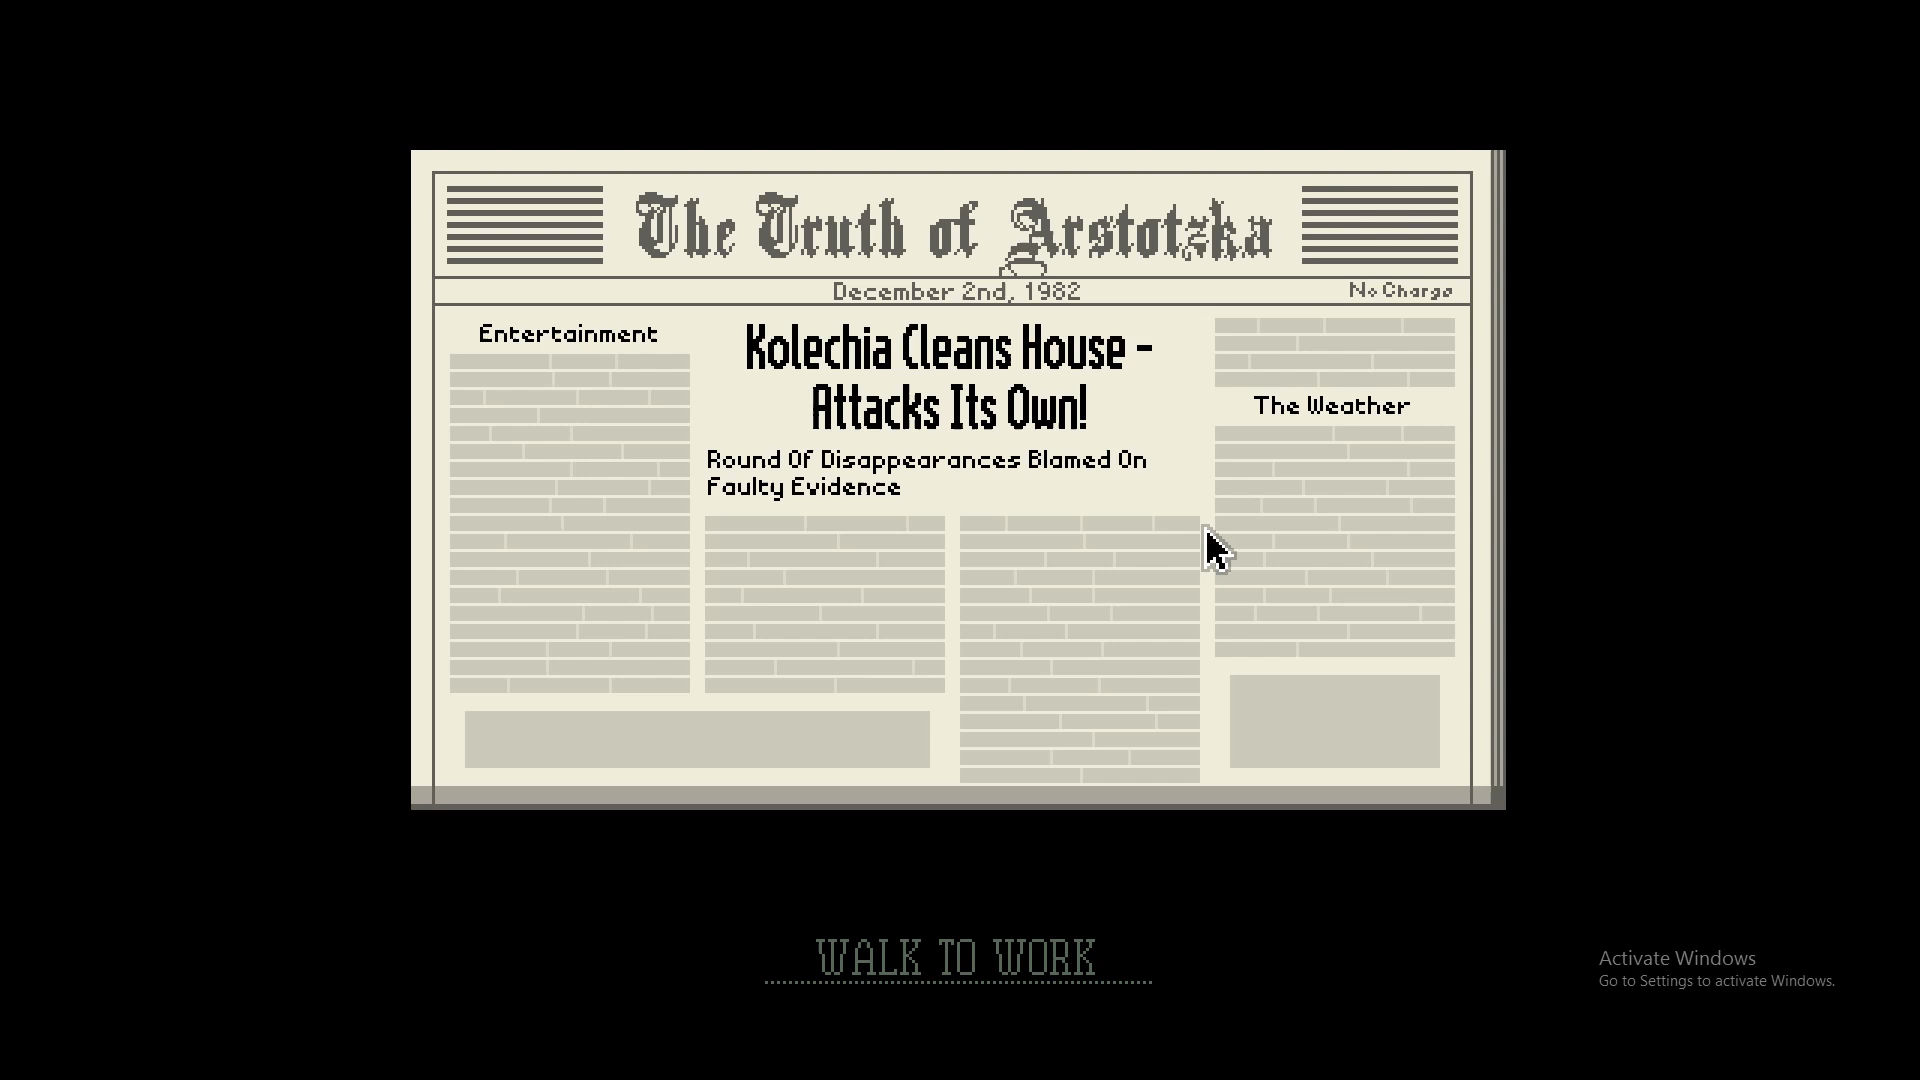 The Truth of Arstotzka
December 2nd, 1982
No Charge
Entertainment
Kolechia Cleans House -
Attacks Its Own!
Round Of Disappearances Blamed On
Faulty Evidence
The Weather
WALK TO WORK
Activate Windows
Go to Settings to activate Windows.